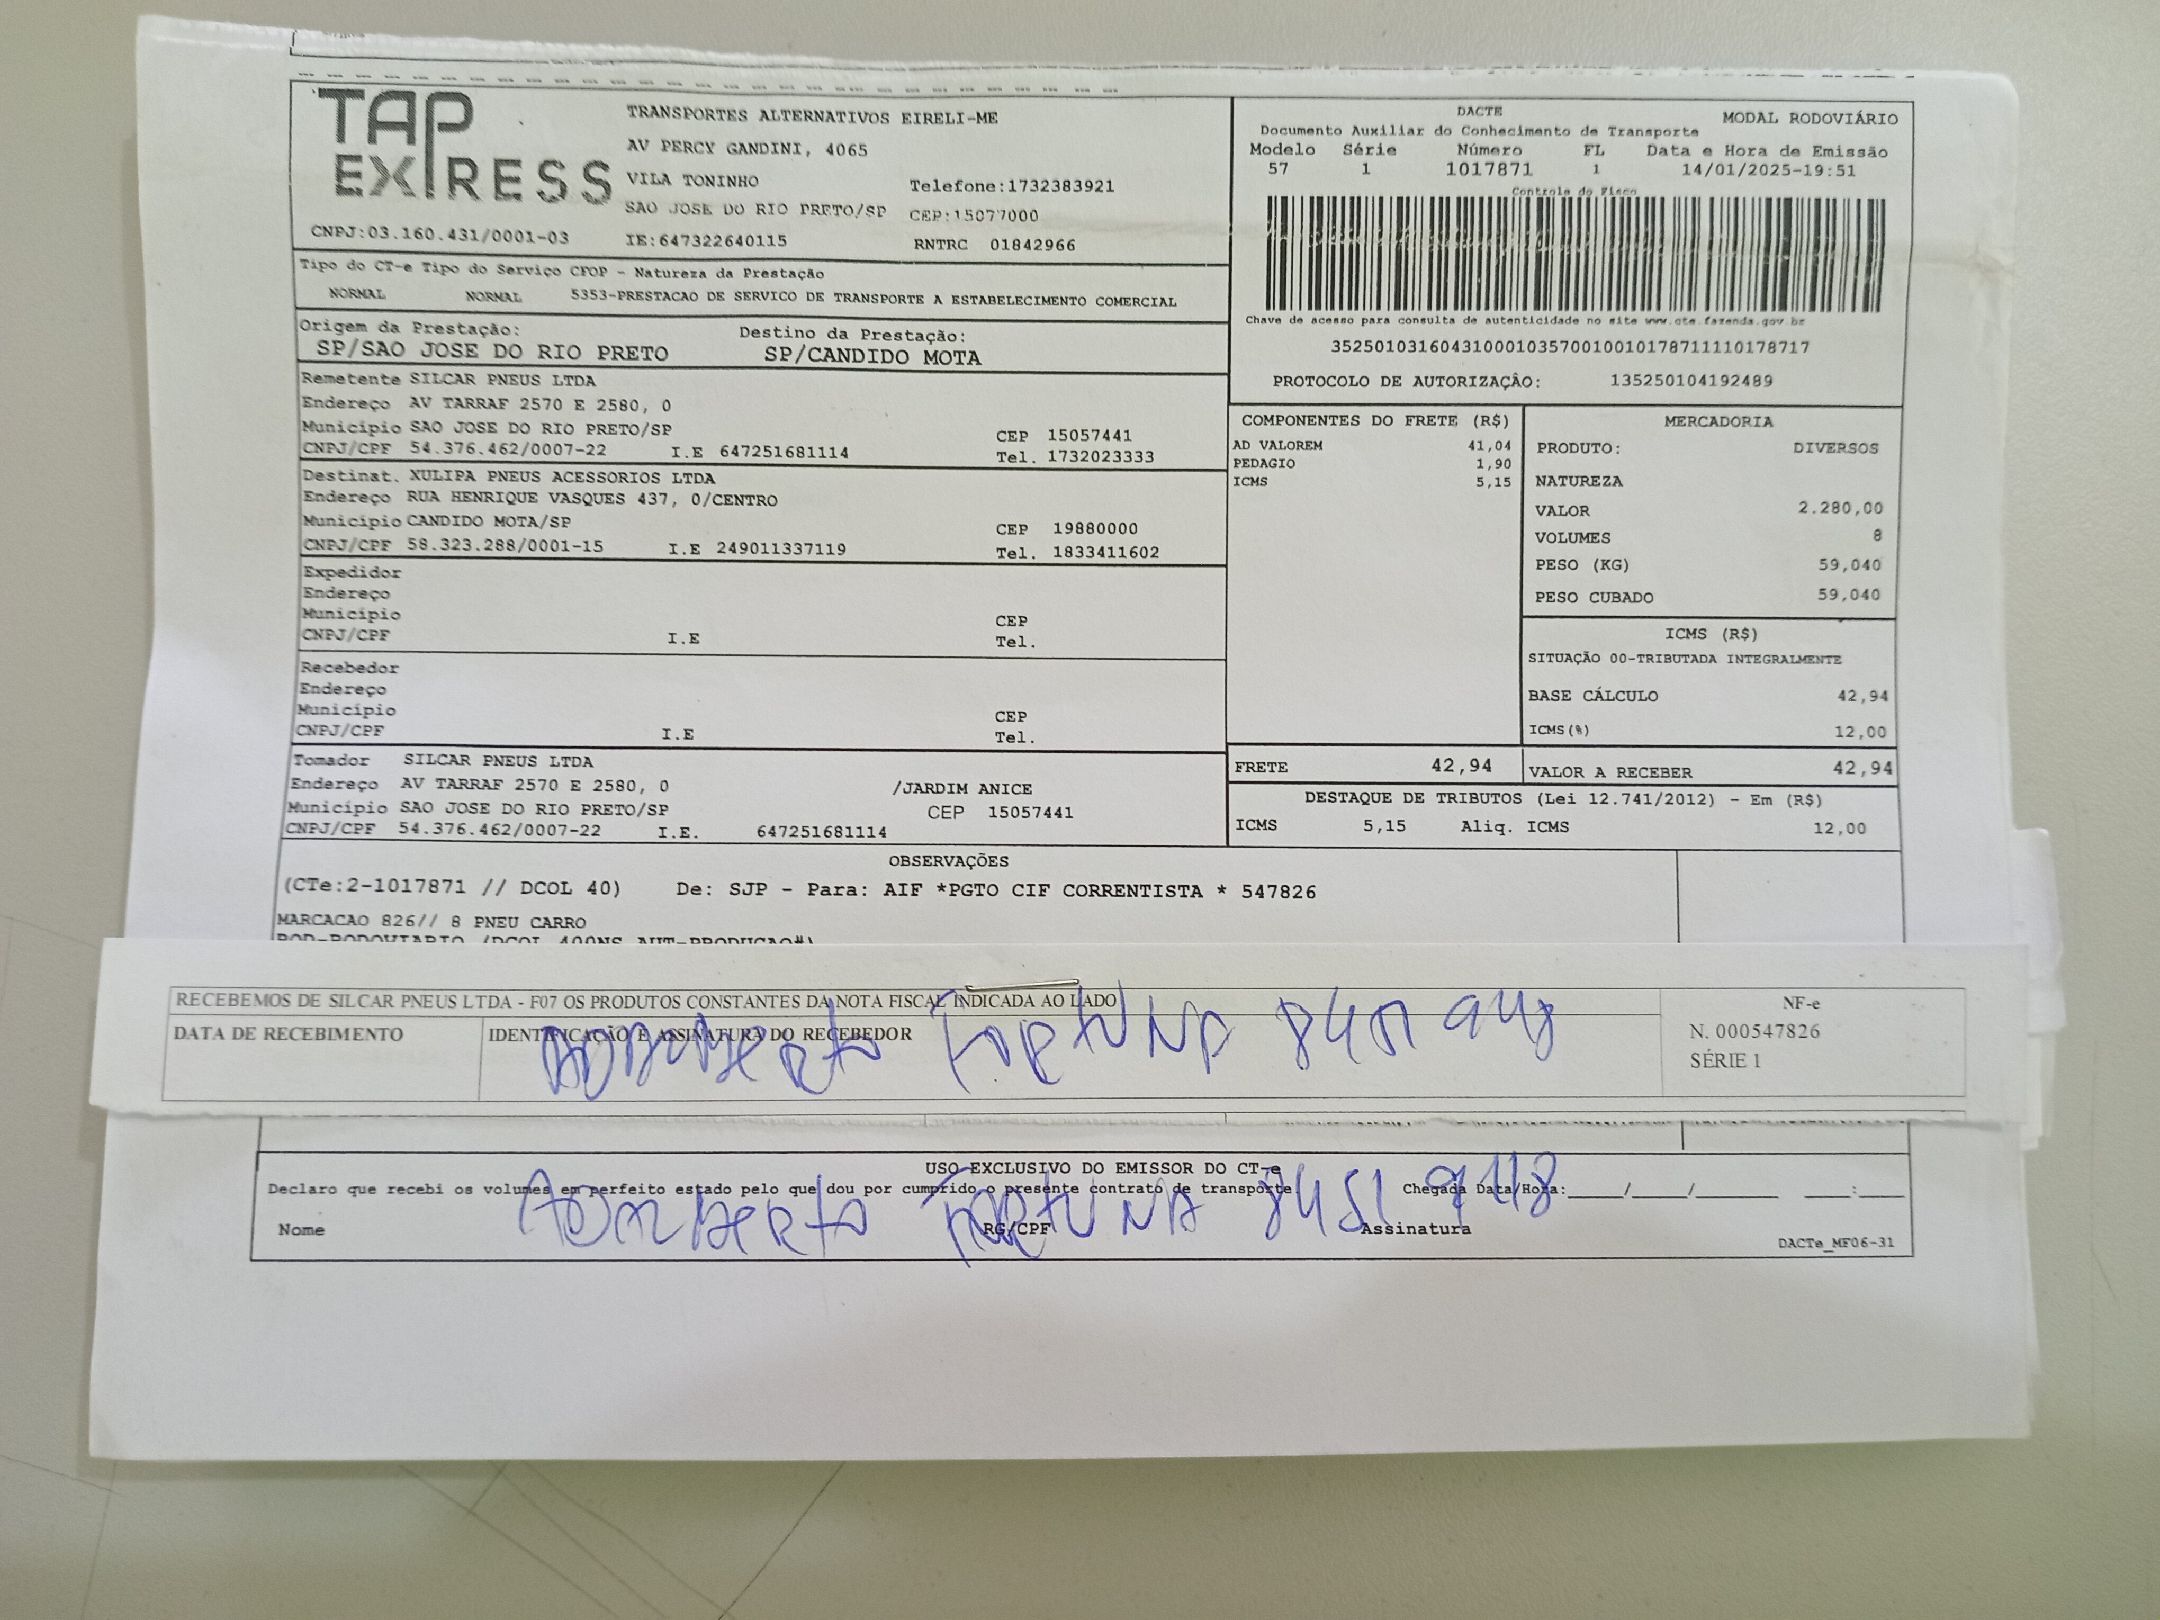 TAP EXPRESS
TRANSPORTES ALTERNATIVOS EIRELI-ME
AV PERCY GANDINI, 4065
VILA TONINHO Telefone:1732383921
SAO JOSE DO RIO PRETO/SP CEP:15077000
CNPJ:03.160.431/0001-03 IE:647322640115 RNTRC 01842966
DACTE MODAL RODOVIÁRIO
Documento Auxiliar do Conhecimento de Transporte
Modelo Série Número FL Data e Hora de Emissão
57 1 1017871 1 14/01/2025-19:51
Controle do Fisco
Chave de acesso para consulta de autenticidade no site www.cte.fazenda.gov.br
35250103160431000103570010010178711110178717
PROTOCOLO DE AUTORIZAÇÃO: 135250104192489
Tipo do CT-e Tipo do Serviço CFOP - Natureza da Prestação
NORMAL NORMAL 5353-PRESTACAO DE SERVICO DE TRANSPORTE A ESTABELECIMENTO COMERCIAL
Origem da Prestação: Destino da Prestação:
SP/SAO JOSE DO RIO PRETO SP/CANDIDO MOTA
Remetente SILCAR PNEUS LTDA
Endereço AV TARRAF 2570 E 2580, 0
Município SAO JOSE DO RIO PRETO/SP CEP 15057441
CNPJ/CPF 54.376.462/0007-22 I.E 647251681114 Tel. 1732023333
Destinat. XULIPA PNEUS ACESSORIOS LTDA
Endereço RUA HENRIQUE VASQUES 437, 0/CENTRO
Município CANDIDO MOTA/SP CEP 19880000
CNPJ/CPF 58.323.288/0001-15 I.E 249011337119 Tel. 1833411602
Expedidor
Endereço
Município CEP
CNPJ/CPF I.E Tel.
Recebedor
Endereço
Município CEP
CNPJ/CPF I.E Tel.
Tomador SILCAR PNEUS LTDA
Endereço AV TARRAF 2570 E 2580, 0 /JARDIM ANICE
Município SAO JOSE DO RIO PRETO/SP CEP 15057441
CNPJ/CPF 54.376.462/0007-22 I.E. 647251681114
COMPONENTES DO FRETE (R$)
AD VALOREM 41,04
PEDAGIO 1,90
ICMS 5,15
MERCADORIA
PRODUTO: DIVERSOS
NATUREZA
VALOR 2.280,00
VOLUMES 8
PESO (KG) 59,040
PESO CUBADO 59,040
ICMS (R$)
SITUAÇÃO 00-TRIBUTADA INTEGRALMENTE
BASE CÁLCULO 42,94
ICMS(%) 12,00
FRETE 42,94 VALOR A RECEBER 42,94
DESTAQUE DE TRIBUTOS (Lei 12.741/2012) - Em (R$)
ICMS 5,15 Aliq. ICMS 12,00
OBSERVAÇÕES
(CTe:2-1017871 // DCOL 40) De: SJP - Para: AIF *PGTO CIF CORRENTISTA * 547826
MARCACAO 826// 8 PNEU CARRO
RECEBEMOS DE SILCAR PNEUS LTDA - F07 OS PRODUTOS CONSTANTES DA NOTA FISCAL INDICADA AO LADO
DATA DE RECEBIMENTO IDENTIFICAÇÃO E ASSINATURA DO RECEBEDOR
NF-e
N. 000547826
SÉRIE 1
USO EXCLUSIVO DO EMISSOR DO CT-e
Declaro que recebi os volumes em perfeito estado pelo que dou por cumprido o presente contrato de transporte Chegada Data/Hora:____/____/______ ____:____
Nome RG/CPF Assinatura
DACTe_MF06-31